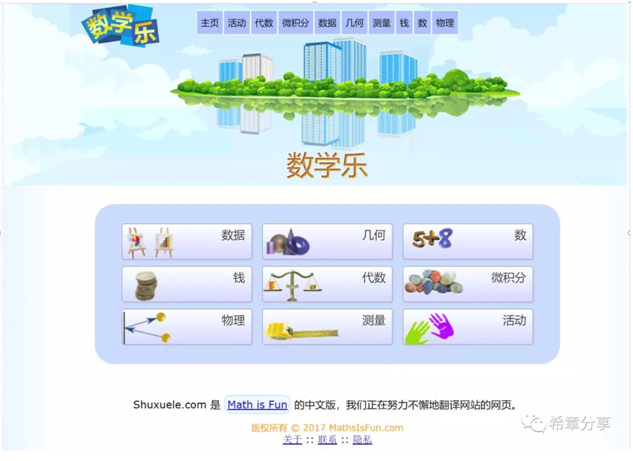 数学乐
主页 活动 代数 微积分 数据 几何 测量 钱 数 物理
数学乐
数据 几何 5+8 数
钱 代数 微积分
物理 测量 活动
Shuxuele.com 是 Math is Fun 的中文版，我们正在努力不懈地翻译网站的网页。
版权所有 © 2017 MathsIsFun.com
关于 :: 联系 :: 隐私
希章分享